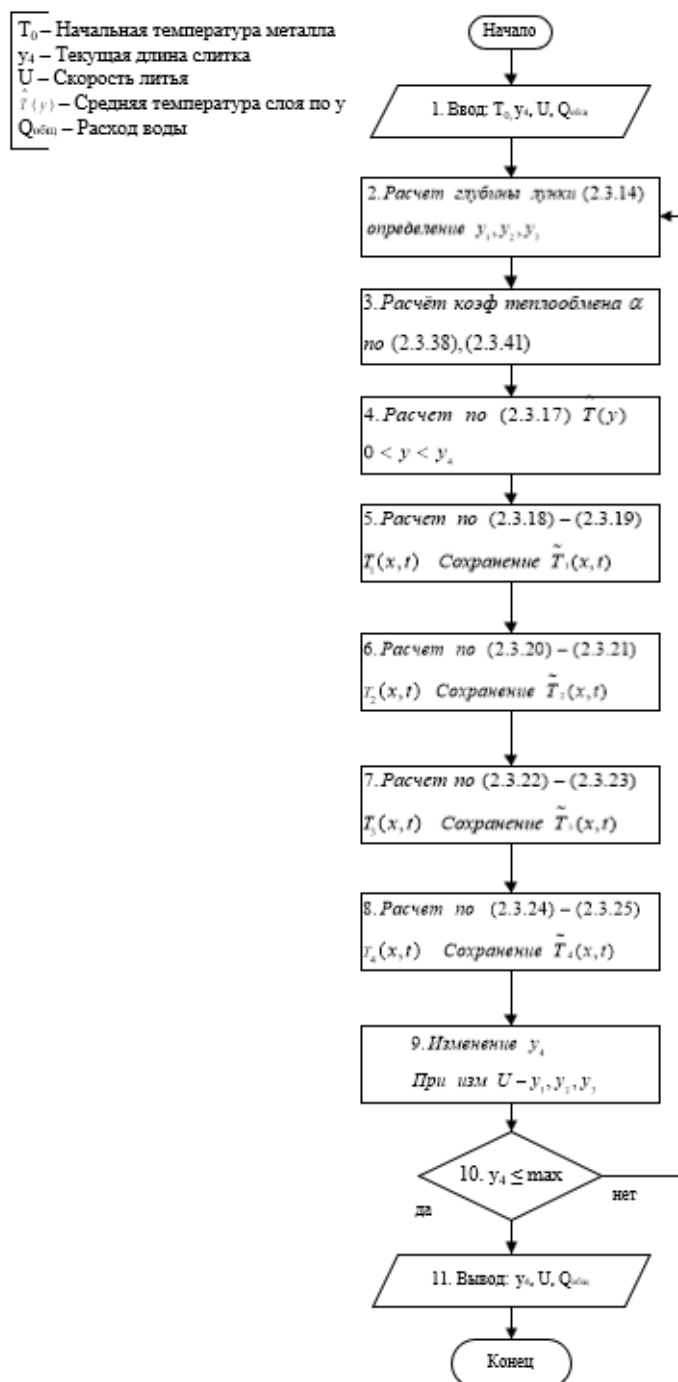 T₀ – Начальная температура металла
y₄ – Текущая длина слитка
U – Скорость литья
T̂(y) – Средняя температура слоя по y
Qобщ – Расход воды
Начало
1. Ввод: T₀, y₄, U, Qобщ
2. Расчет глубины лунки (2.3.14)
определение y₁, y₂, y₃
3. Расчёт коэф теплообмена α
по (2.3.38), (2.3.41)
4. Расчет по (2.3.17) T̂(y)
0 < y < y₄
5. Расчет по (2.3.18) – (2.3.19)
T₁(x,t) Сохранение T̃₁(x,t)
6. Расчет по (2.3.20) – (2.3.21)
T₂(x,t) Сохранение T̃₂(x,t)
7. Расчет по (2.3.22) – (2.3.23)
T₃(x,t) Сохранение T̃₃(x,t)
8. Расчет по (2.3.24) – (2.3.25)
T₄(x,t) Сохранение T̃₄(x,t)
9. Изменение y₄
При изм U – y₁, y₂, y₃
10. y₄ ≤ max
нет
да
11. Вывод: y₄, U, Qобщ
Конец